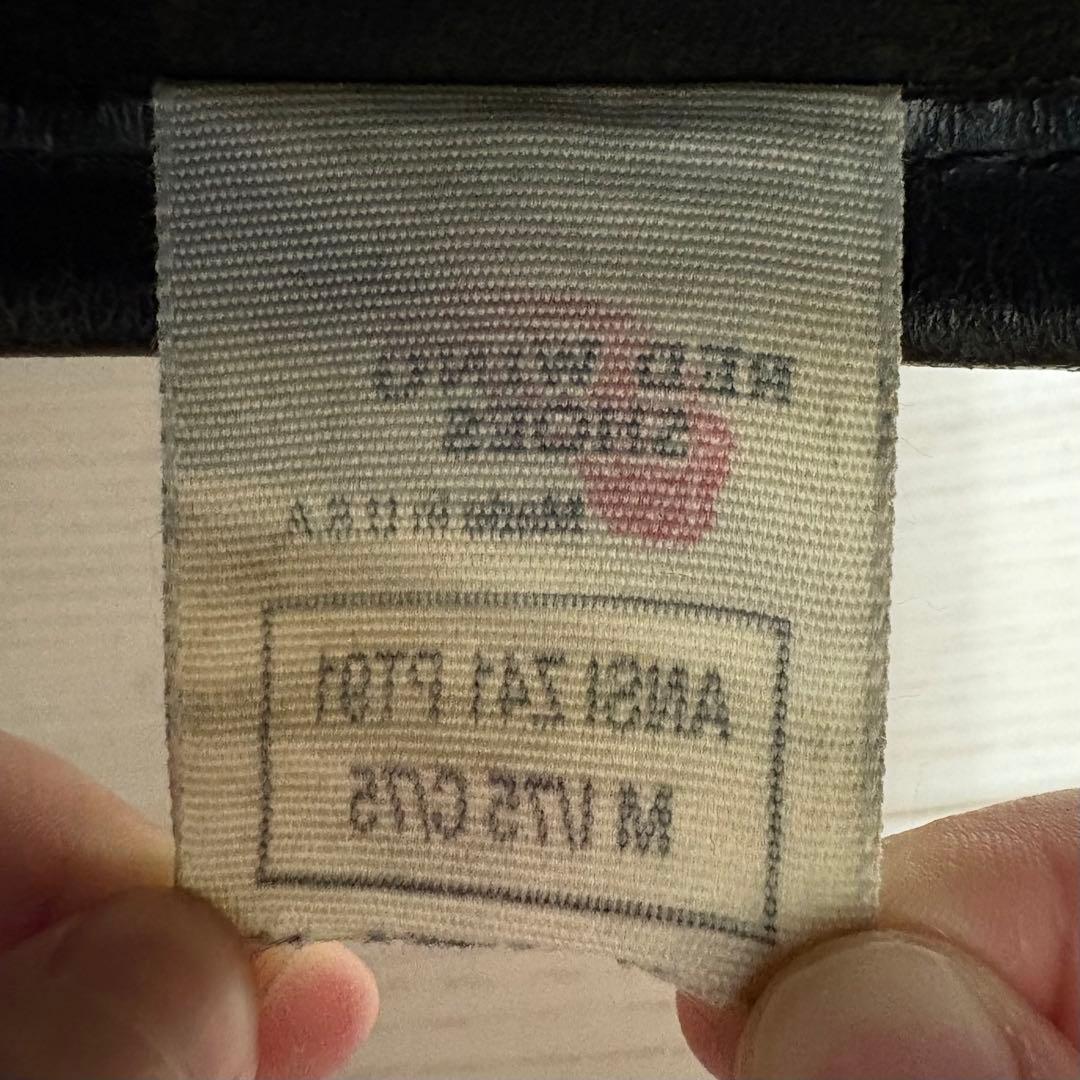 RED WING
SHOES
Made in U.S.A.
ANSI Z41 PT91
M I/75 C/75